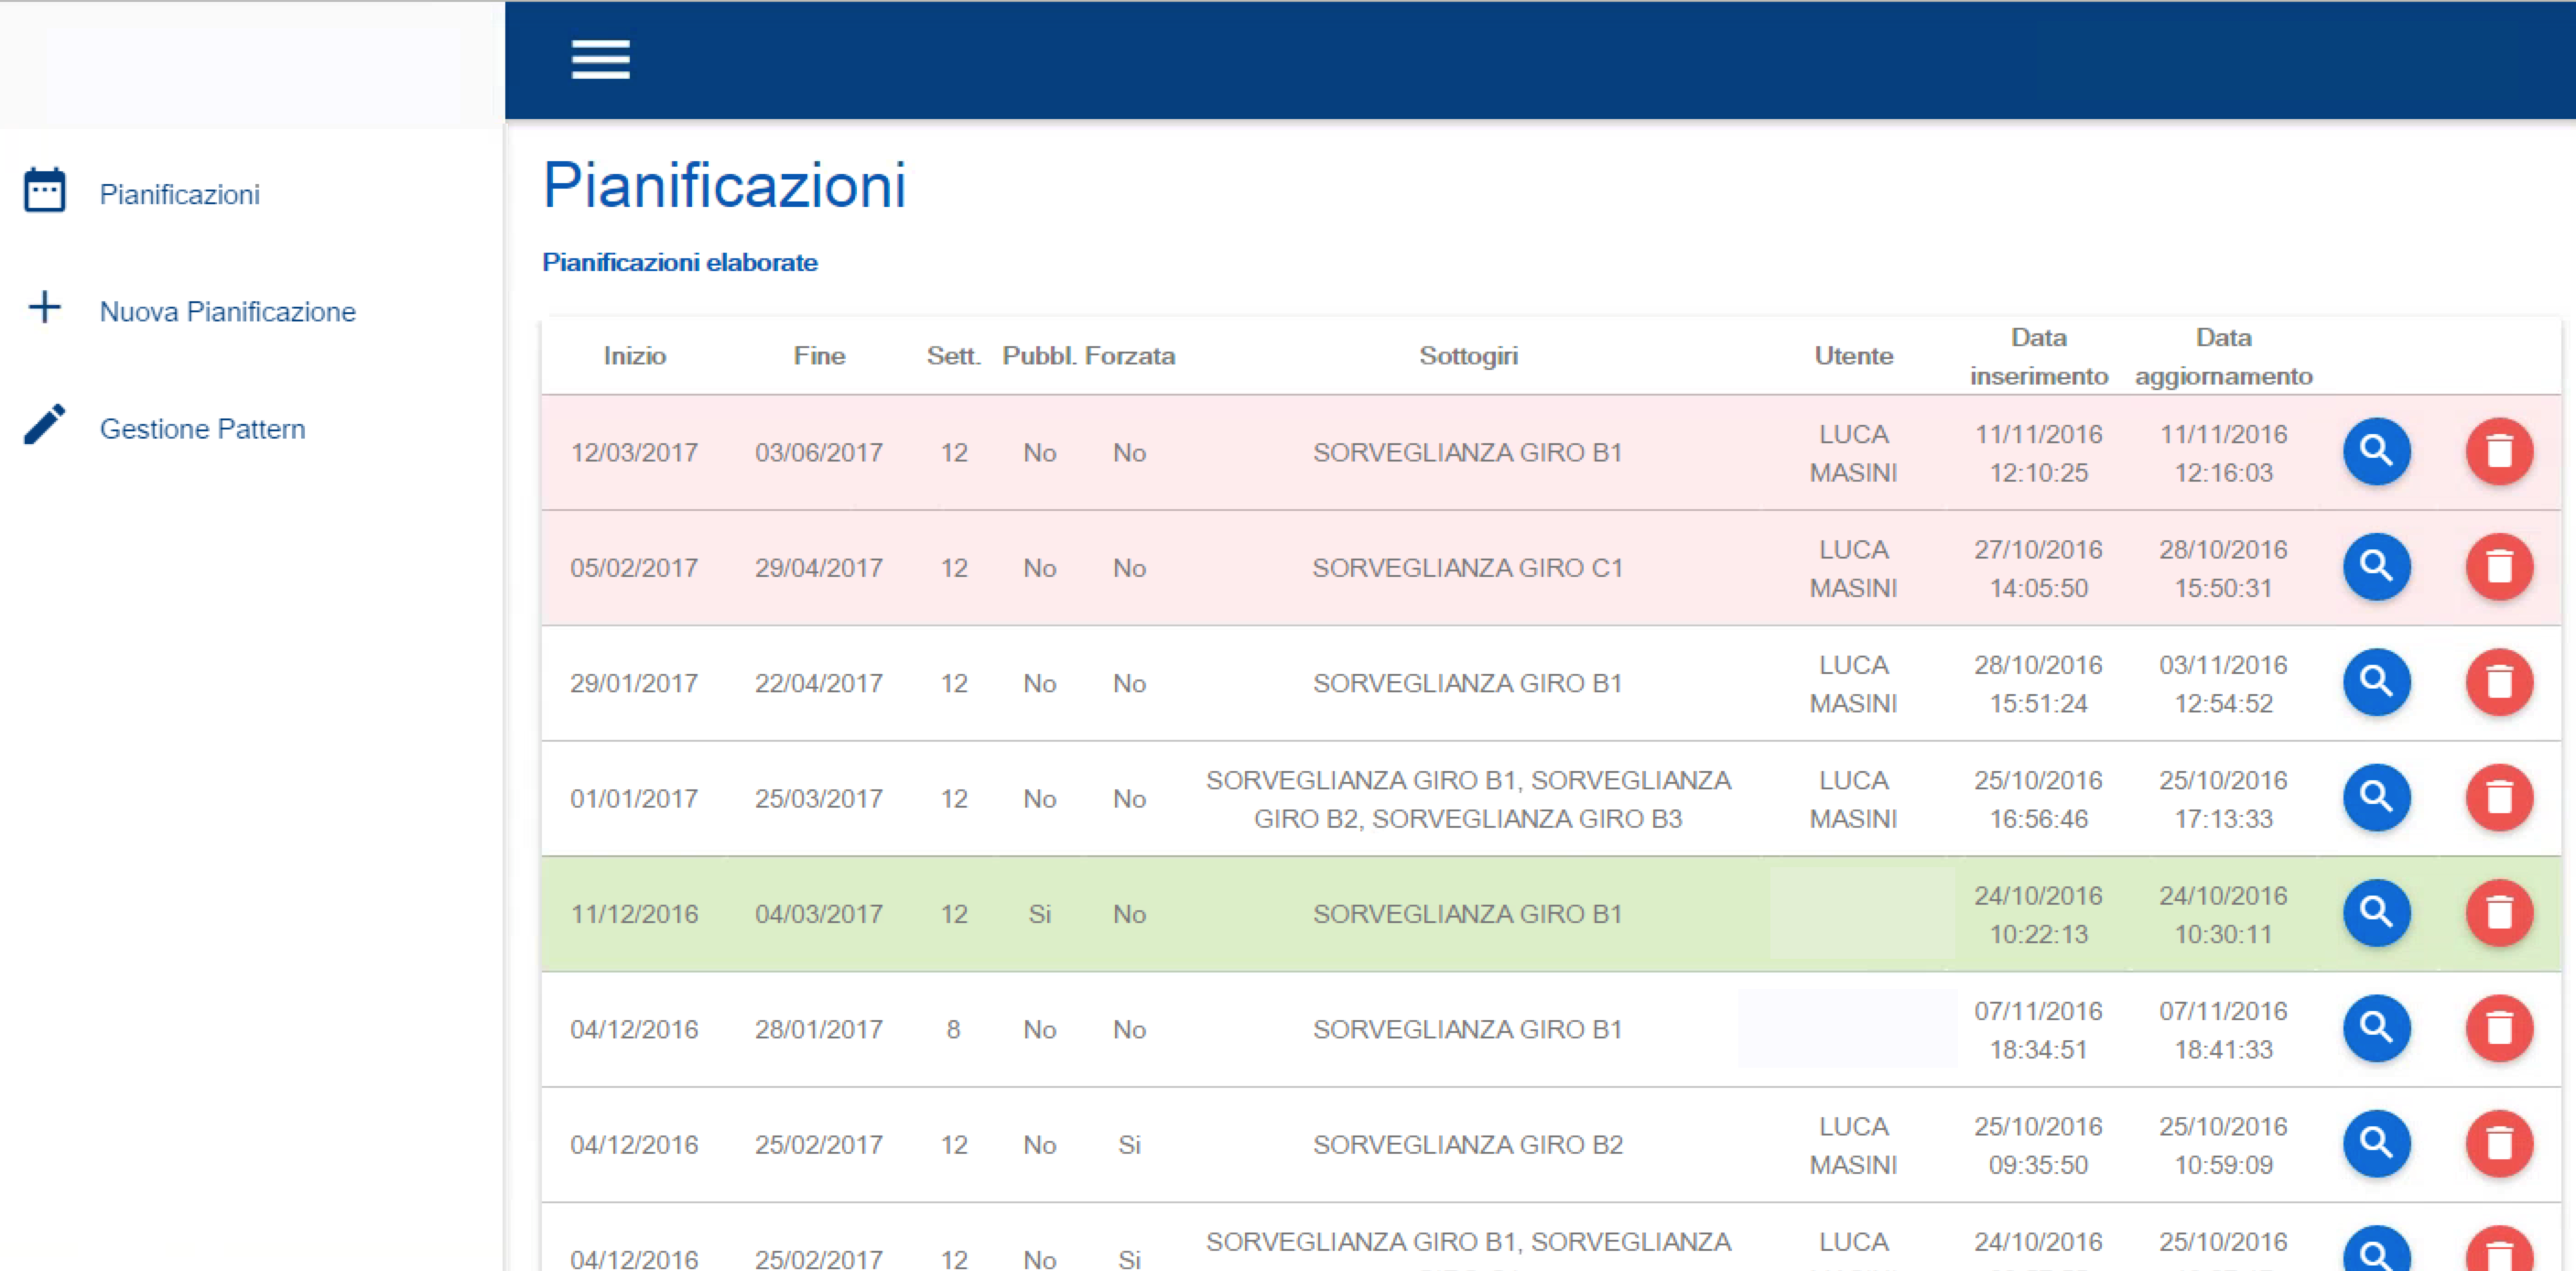 Pianificazioni
Nuova Pianificazione
Gestione Pattern
Pianificazioni
Pianificazioni elaborate
Inizio Fine Sett. Pubbl. Forzata Sottogiri Utente Data inserimento Data aggiornamento
12/03/2017 03/06/2017 12 No No SORVEGLIANZA GIRO B1 LUCA MASINI 11/11/2016 12:10:25 11/11/2016 12:16:03
05/02/2017 29/04/2017 12 No No SORVEGLIANZA GIRO C1 LUCA MASINI 27/10/2016 14:05:50 28/10/2016 15:50:31
29/01/2017 22/04/2017 12 No No SORVEGLIANZA GIRO B1 LUCA MASINI 28/10/2016 15:51:24 03/11/2016 12:54:52
01/01/2017 25/03/2017 12 No No SORVEGLIANZA GIRO B1, SORVEGLIANZA GIRO B2, SORVEGLIANZA GIRO B3 LUCA MASINI 25/10/2016 16:56:46 25/10/2016 17:13:33
11/12/2016 04/03/2017 12 Si No SORVEGLIANZA GIRO B1 24/10/2016 10:22:13 24/10/2016 10:30:11
04/12/2016 28/01/2017 8 No No SORVEGLIANZA GIRO B1 07/11/2016 18:34:51 07/11/2016 18:41:33
04/12/2016 25/02/2017 12 No Si SORVEGLIANZA GIRO B2 LUCA MASINI 25/10/2016 09:35:50 25/10/2016 10:59:09
04/12/2016 25/02/2017 12 No Si SORVEGLIANZA GIRO B1, SORVEGLIANZA LUCA 24/10/2016 25/10/2016